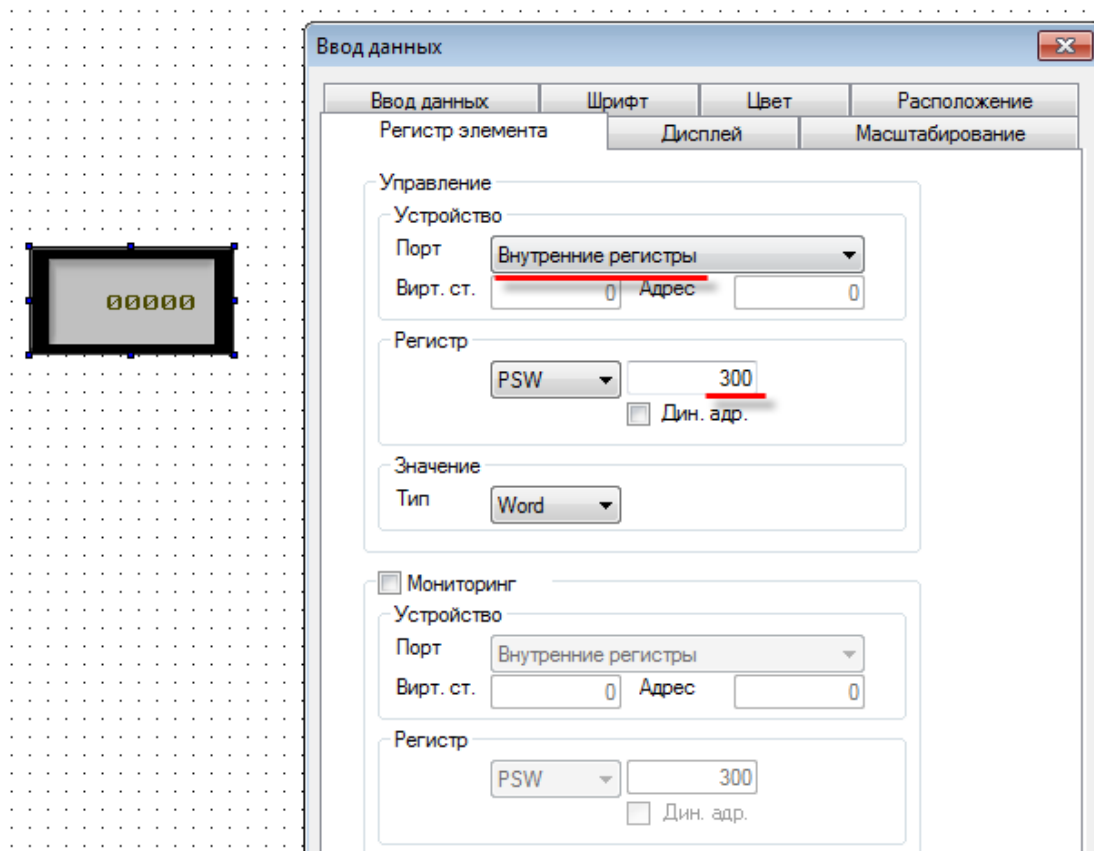 Ввод данных
Ввод данных Шрифт Цвет Расположение
Регистр элемента Дисплей Масштабирование
Управление
Устройство
Порт Внутренние регистры
Вирт. ст. 0 Адрес 0
00000
Регистр
PSW 300
Дин. адр.
Значение
Тип Word
Мониторинг
Устройство
Порт Внутренние регистры
Вирт. ст. 0 Адрес 0
Регистр
PSW 300
Дин. адр.